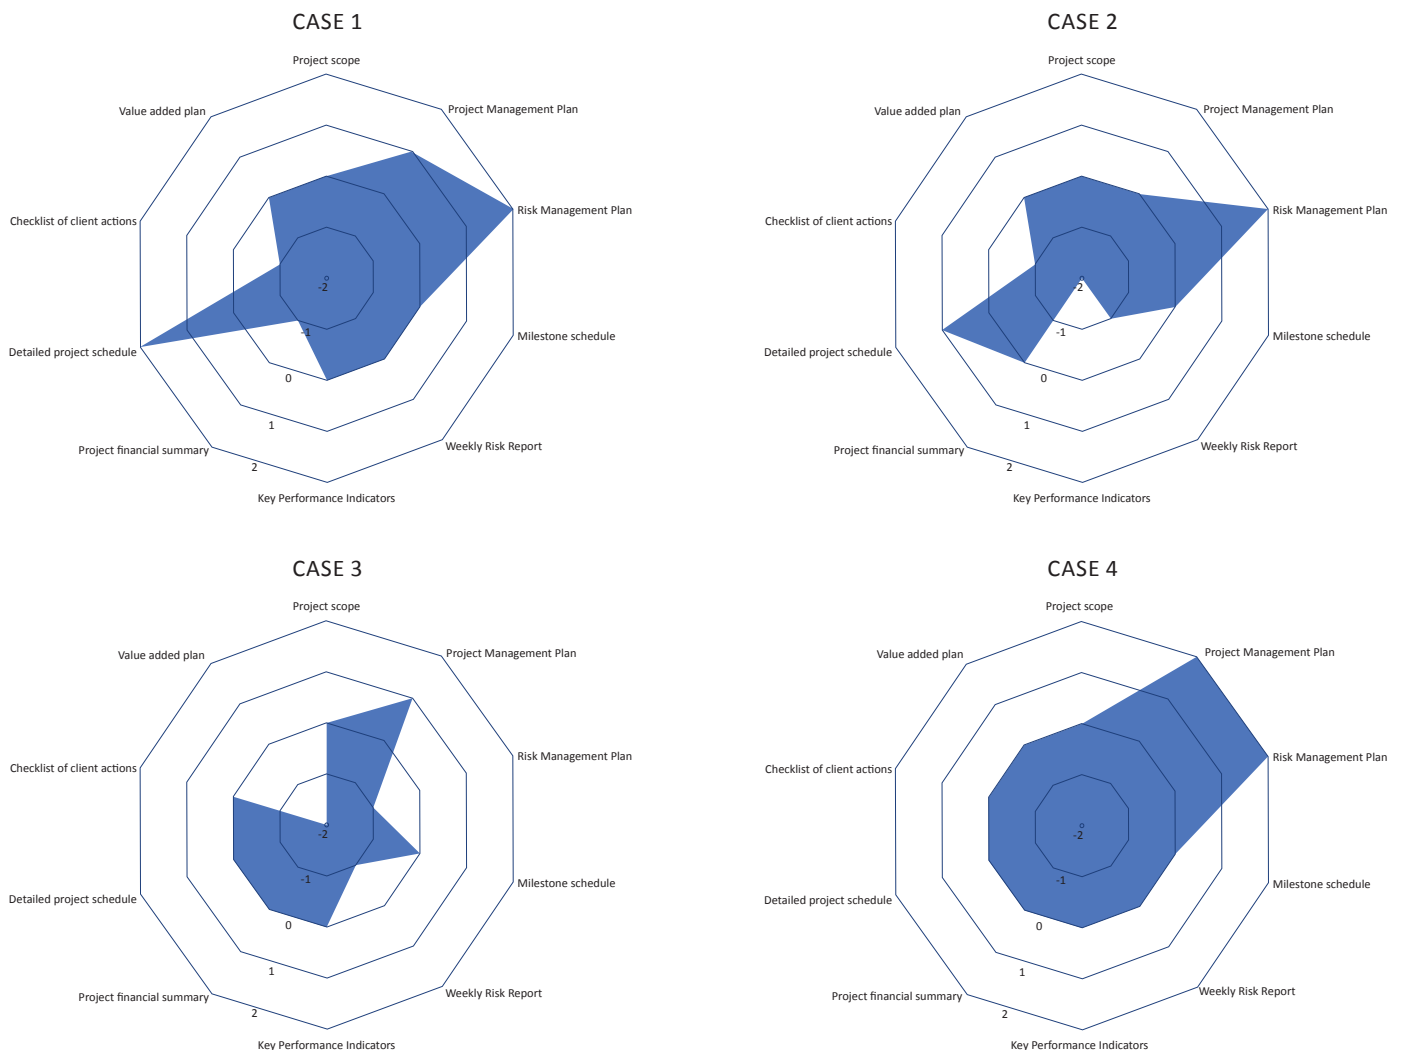 CASE 1
Project scope
Project Management Plan
Value added plan
Risk Management Plan
Checklist of client actions
-2
-1
Milestone schedule
Detailed project schedule
0
1
Weekly Risk Report
Project financial summary
2
Key Performance Indicators
CASE 2
Project scope
Project Management Plan
Value added plan
Risk Management Plan
Checklist of client actions
-2
-1
Milestone schedule
Detailed project schedule
0
1
Weekly Risk Report
Project financial summary
2
Key Performance Indicators
CASE 3
Project scope
Project Management Plan
Value added plan
Risk Management Plan
Checklist of client actions
-2
-1
Milestone schedule
Detailed project schedule
0
1
Weekly Risk Report
Project financial summary
2
Key Performance Indicators
CASE 4
Project scope
Project Management Plan
Value added plan
Risk Management Plan
Checklist of client actions
-2
-1
Milestone schedule
Detailed project schedule
0
1
Weekly Risk Report
Project financial summary
2
Key Performance Indicators